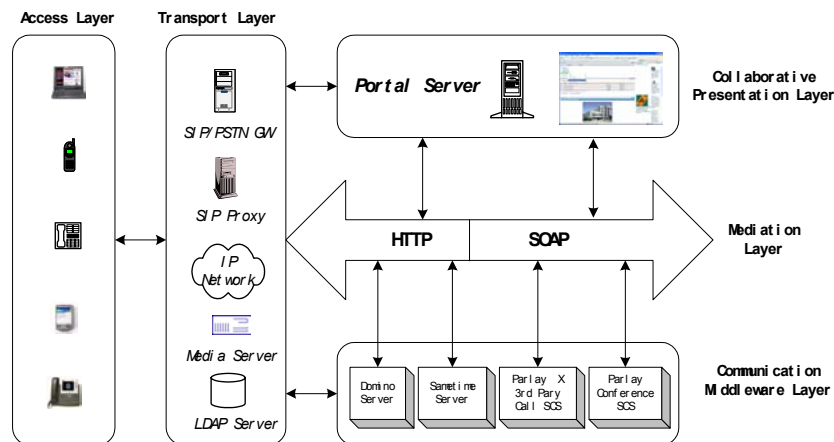 Access Layer
Transport Layer
SIP/PSTN GW
SIP Proxy
IP
Network
Media Server
LDAP Server
Portal Server
Collaborative
Presentation Layer
HTTP
SOAP
Mediation
Layer
Domino
Server
Sametime
Server
Parlay X
3rd Pary
Call SCS
Parlay
Conference
SCS
Communication
Middleware Layer